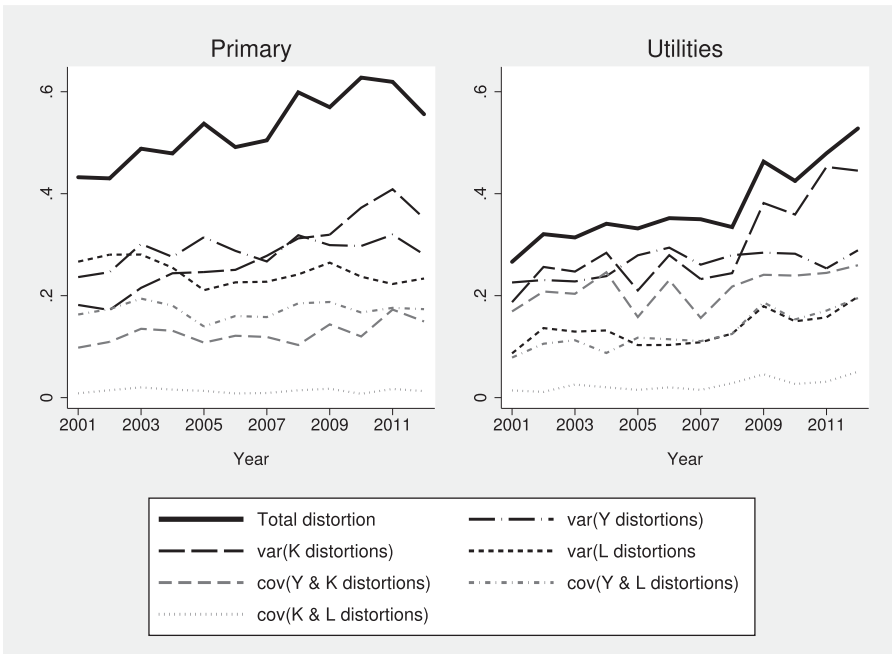 Primary
Utilities
.6
.4
.2
0
2001 2003 2005 2007 2009 2011
Year
.6
.4
.2
0
2001 2003 2005 2007 2009 2011
Year
Total distortion
var(Y distortions)
var(K distortions)
var(L distortions
cov(Y & K distortions)
cov(Y & L distortions)
cov(K & L distortions)